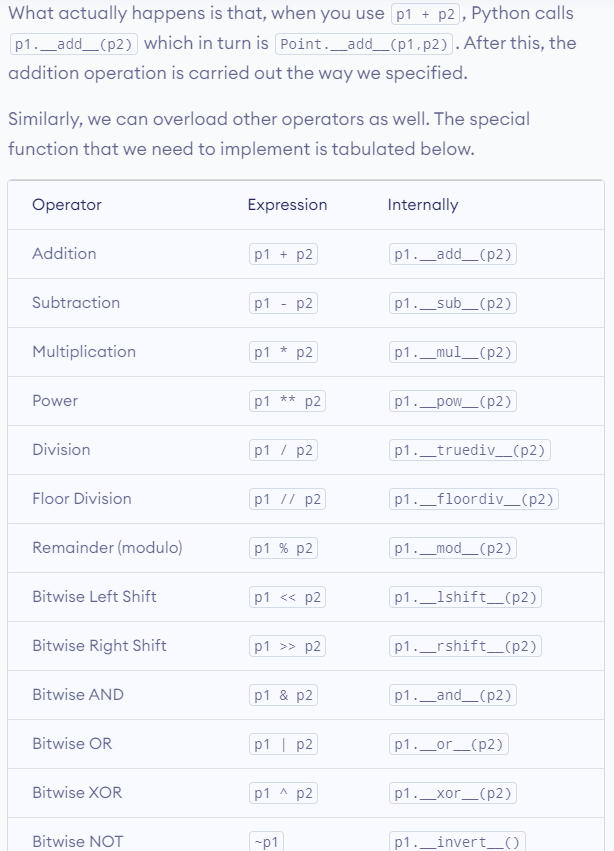 What actually happens is that, when you use p1 + p2, Python calls
p1.__add__(p2) which in turn is Point.__add__(p1,p2). After this, the
addition operation is carried out the way we specified.
Similarly, we can overload other operators as well. The special
function that we need to implement is tabulated below.
Operator Expression Internally
Addition p1 + p2 p1.__add__(p2)
Subtraction p1 - p2 p1.__sub__(p2)
Multiplication p1 * p2 p1.__mul__(p2)
Power p1 ** p2 p1.__pow__(p2)
Division p1 / p2 p1.__truediv__(p2)
Floor Division p1 // p2 p1.__floordiv__(p2)
Remainder (modulo) p1 % p2 p1.__mod__(p2)
Bitwise Left Shift p1 << p2 p1.__lshift__(p2)
Bitwise Right Shift p1 >> p2 p1.__rshift__(p2)
Bitwise AND p1 & p2 p1.__and__(p2)
Bitwise OR p1 | p2 p1.__or__(p2)
Bitwise XOR p1 ^ p2 p1.__xor__(p2)
Bitwise NOT ~p1 p1.__invert__()